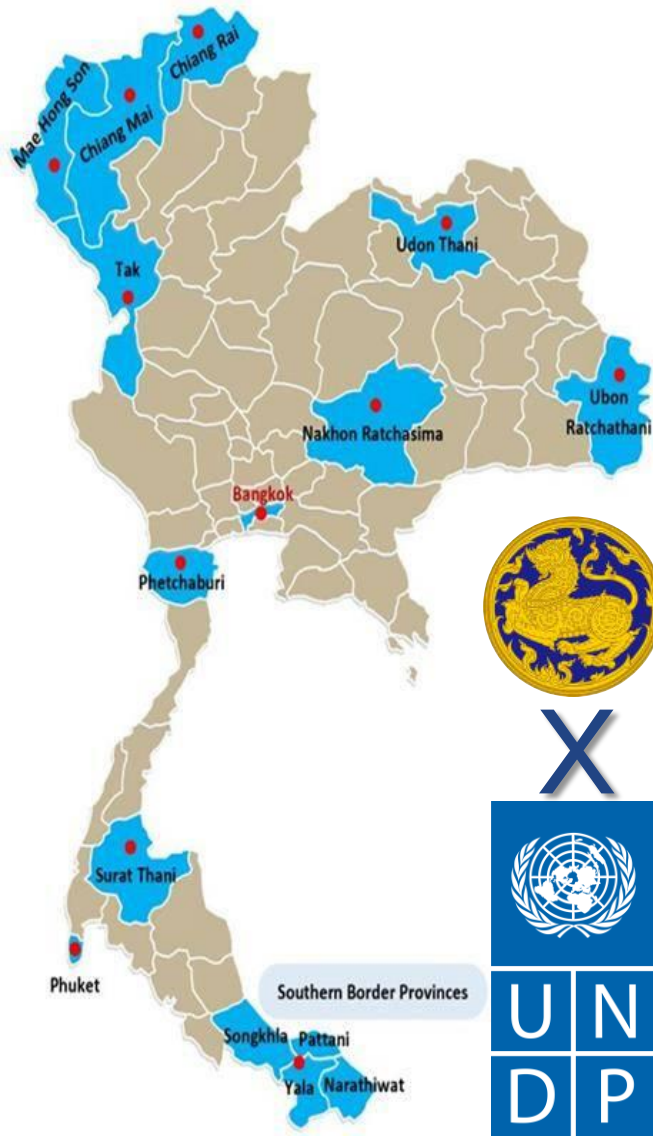 Chiang Rai
Mae Hong Son
Chiang Mai
Udon Thani
Tak
Ubon
Ratchathani
Nakhon Ratchasima
Bangkok
Phetchaburi
X
Surat Thani
Phuket
Southern Border Provinces
Songkhla Pattani
Yala Narathiwat
U N
D P